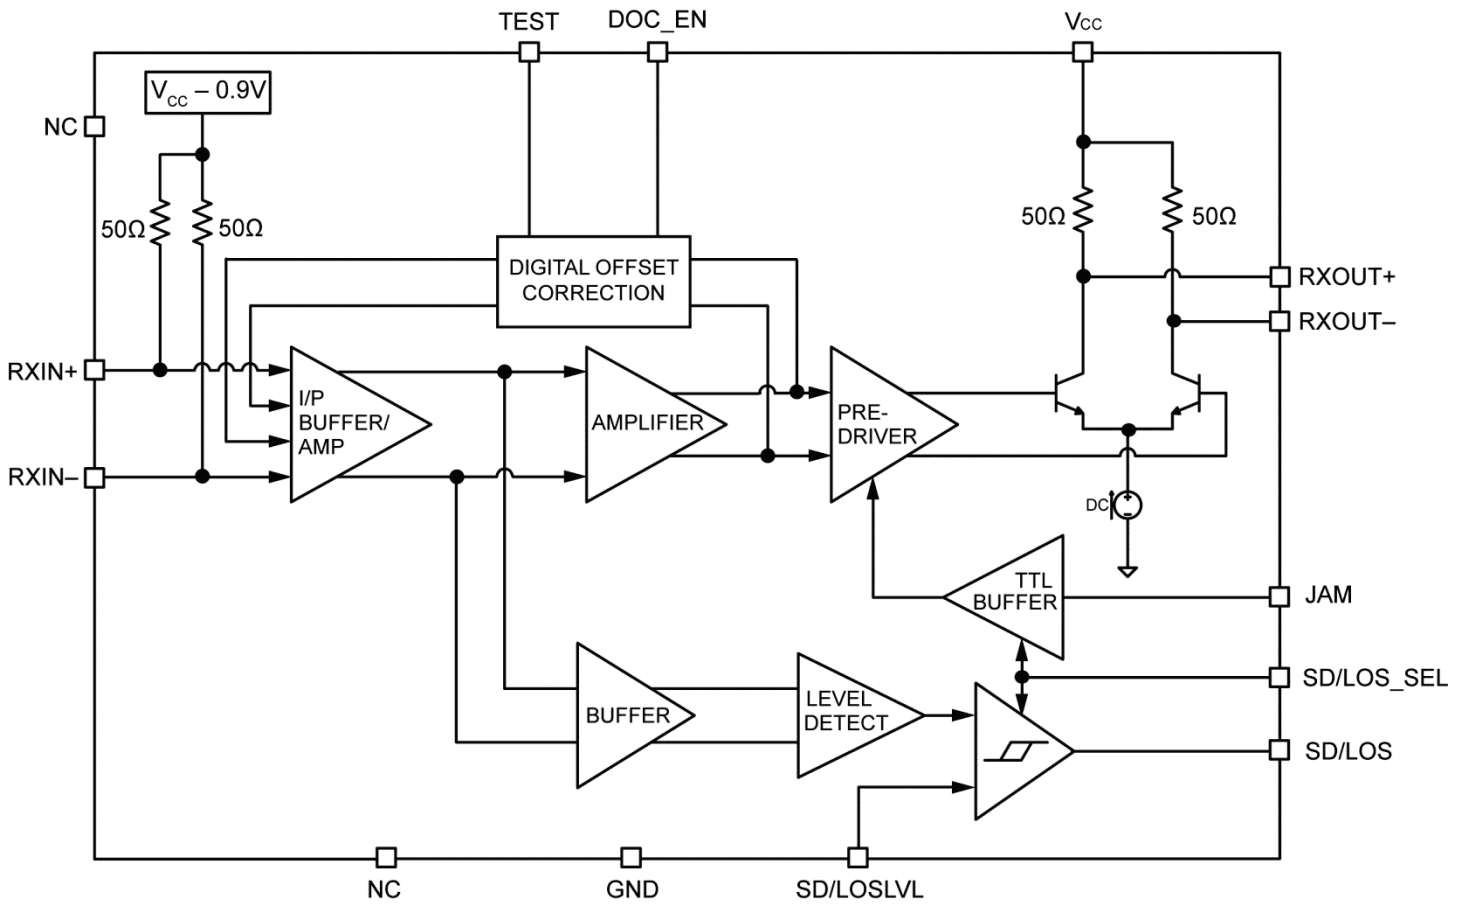 TEST
DOC_EN
VCC
VCC – 0.9V
NC
50Ω
50Ω
50Ω
50Ω
DIGITAL OFFSET
CORRECTION
RXOUT+
RXOUT–
RXIN+
I/P
BUFFER/
AMP
AMPLIFIER
PRE-
DRIVER
RXIN–
DC
+
–
TTL
BUFFER
JAM
SD/LOS_SEL
BUFFER
LEVEL
DETECT
SD/LOS
NC
GND
SD/LOSLVL